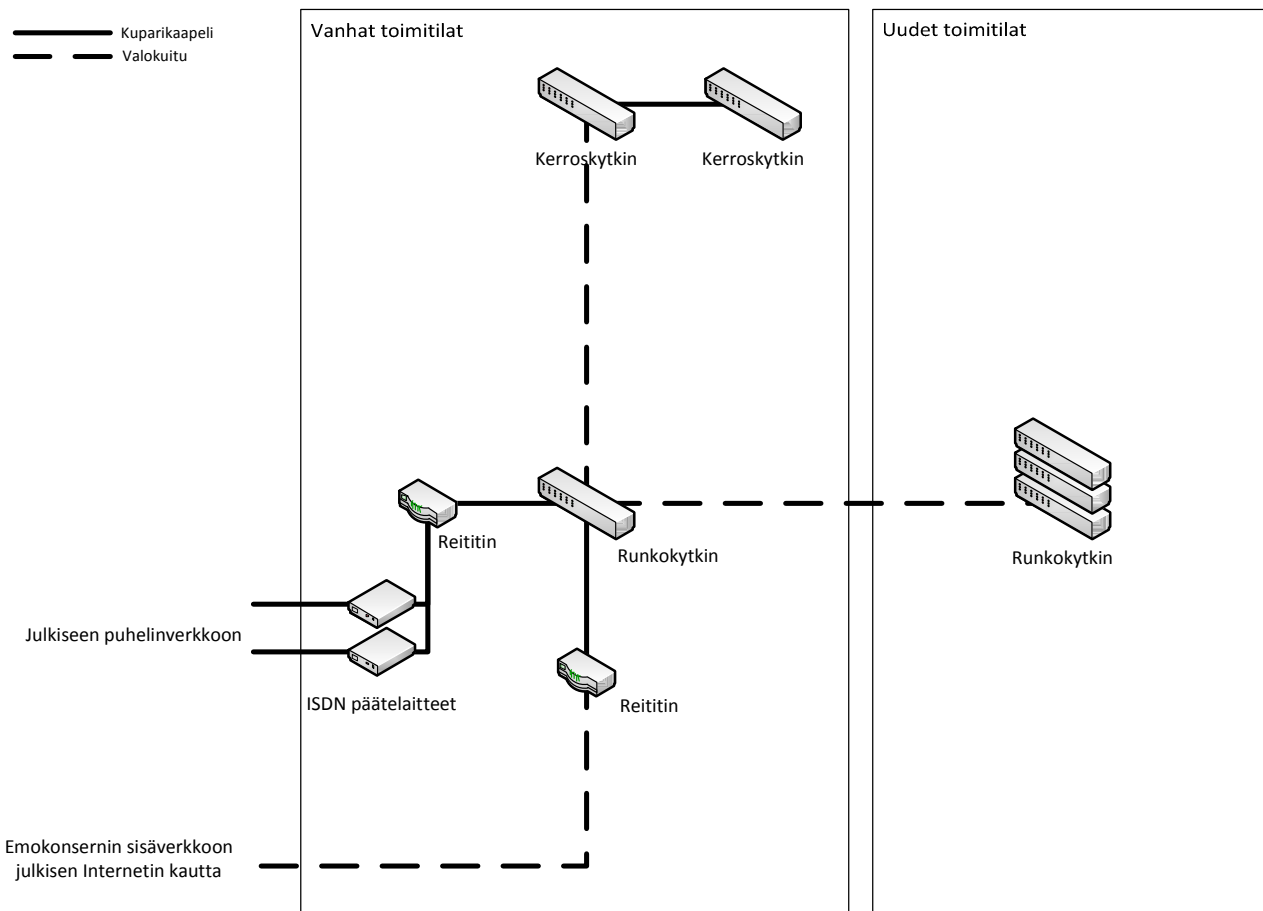 Kuparikaapeli
Valokuitu
Vanhat toimitilat
Uudet toimitilat
Kerroskytkin
Kerroskytkin
Reititin
Runkokytkin
Runkokytkin
Julkiseen puhelinverkkoon
ISDN päätelaitteet
Reititin
Emokonsernin sisäverkkoon
julkisen Internetin kautta